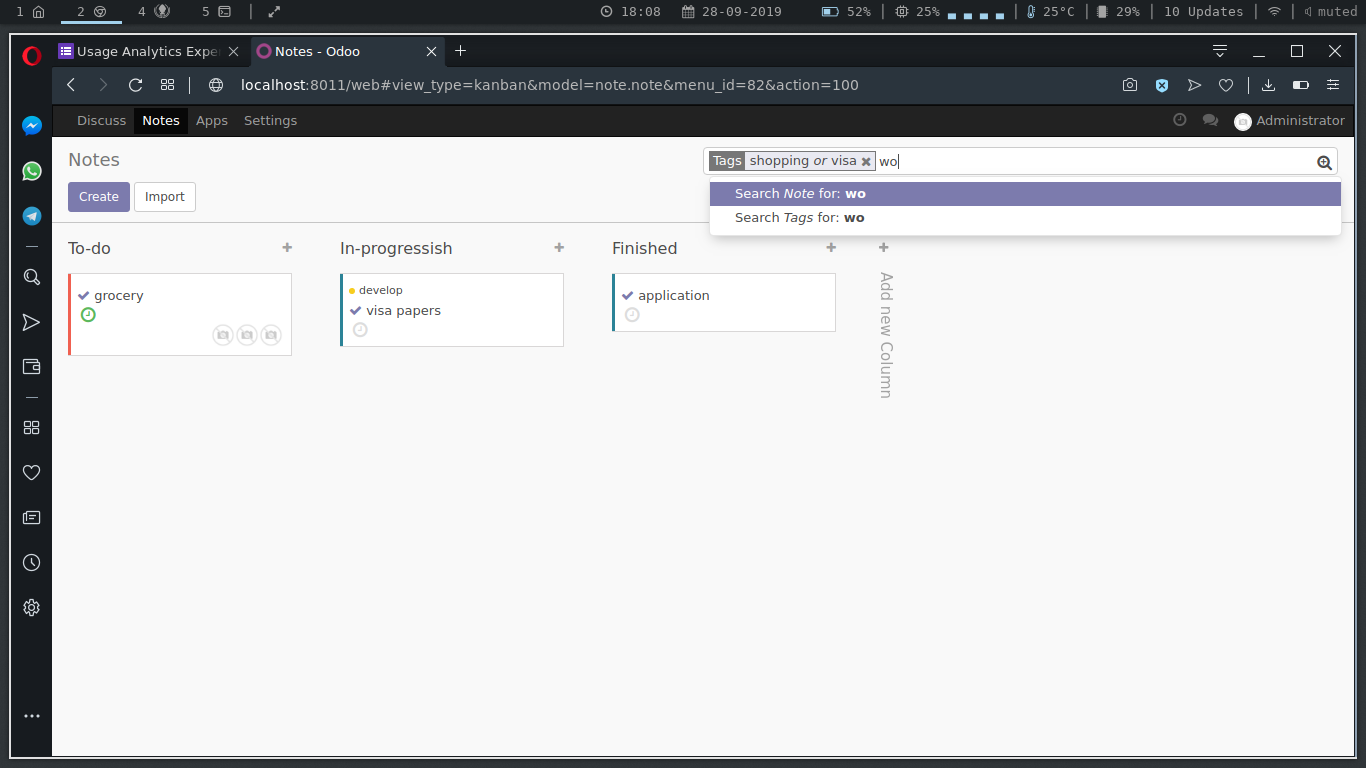 1 2 4 5 18:08 28-09-2019 52% 25% 25°C 29% 10 Updates muted
Usage Analytics Expe Notes - Odoo
localhost:8011/web#view_type=kanban&model=note.note&menu_id=82&action=100
Discuss Notes Apps Settings Administrator
Notes
Tags shopping or visa wo
Create Import
Search Note for: wo
Search Tags for: wo
To-do In-progressish Finished
grocery
develop
visa papers
application
Add new Column